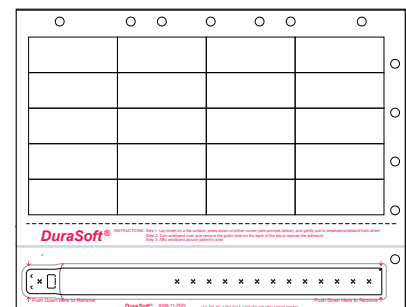 DuraSoft® INSTRUCTIONS: Step 1: Lay sheet on a flat surface, press down on either corner (see prompts below), and gently pull to separate wristband from sheet
Step 2: Turn wristband over and remove the green liner on the back of the tab to expose the adhesive.
Step 3: Affix wristband around patient's wrist.
Push Down Here to Remove
Push Down Here to Remove
DuraSoft®